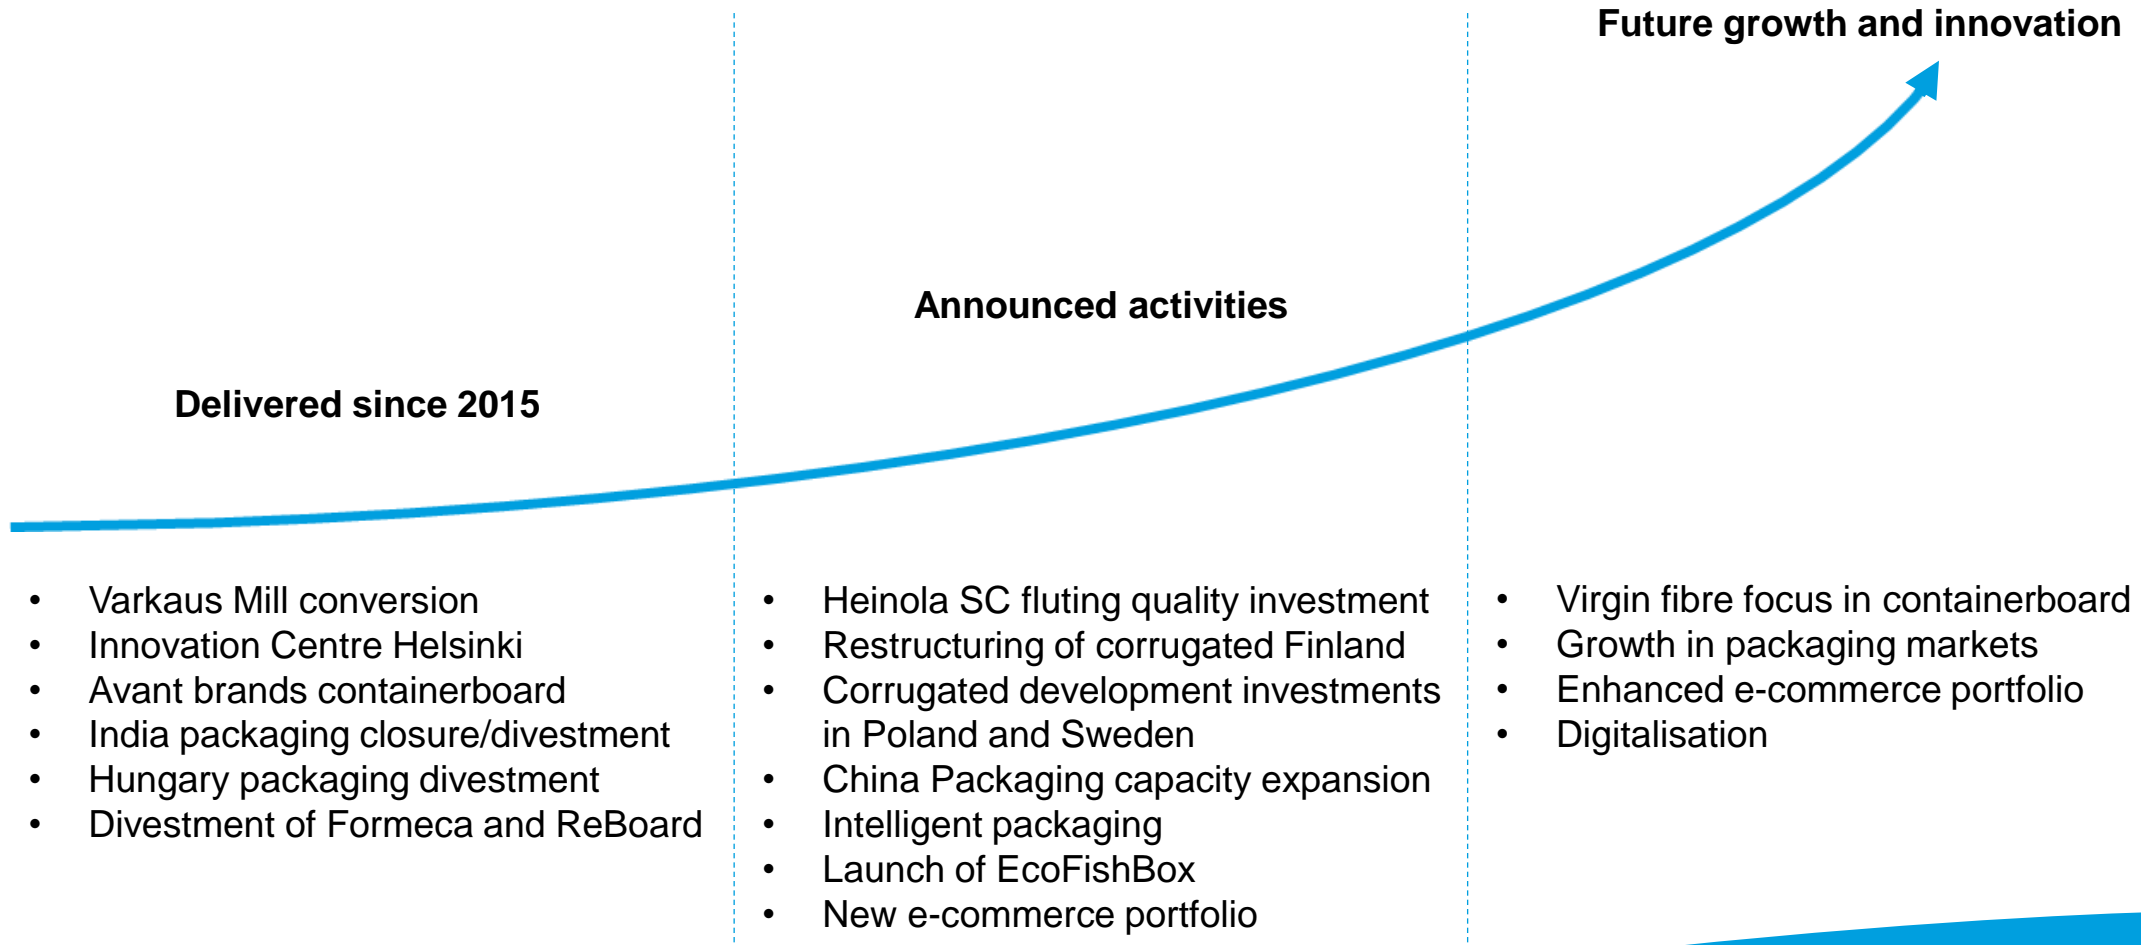 Future growth and innovation
Announced activities
Delivered since 2015
• Varkaus Mill conversion
• Innovation Centre Helsinki
• Avant brands containerboard
• India packaging closure/divestment
• Hungary packaging divestment
• Divestment of Formeca and ReBoard
• Heinola SC fluting quality investment
• Restructuring of corrugated Finland
• Corrugated development investments
in Poland and Sweden
• China Packaging capacity expansion
• Intelligent packaging
• Launch of EcoFishBox
• New e-commerce portfolio
• Virgin fibre focus in containerboard
• Growth in packaging markets
• Enhanced e-commerce portfolio
• Digitalisation